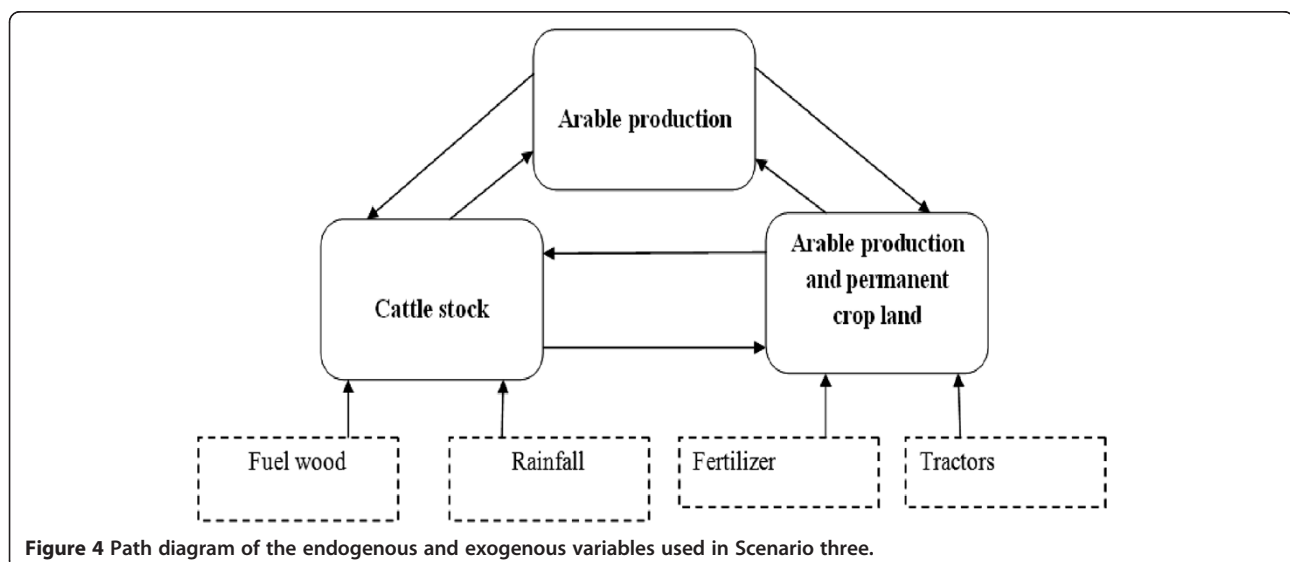 Arable production
Arable production
and permanent
crop land
Cattle stock
Fuel wood
Rainfall
Fertilizer
Tractors
Figure 4 Path diagram of the endogenous and exogenous variables used in Scenario three.